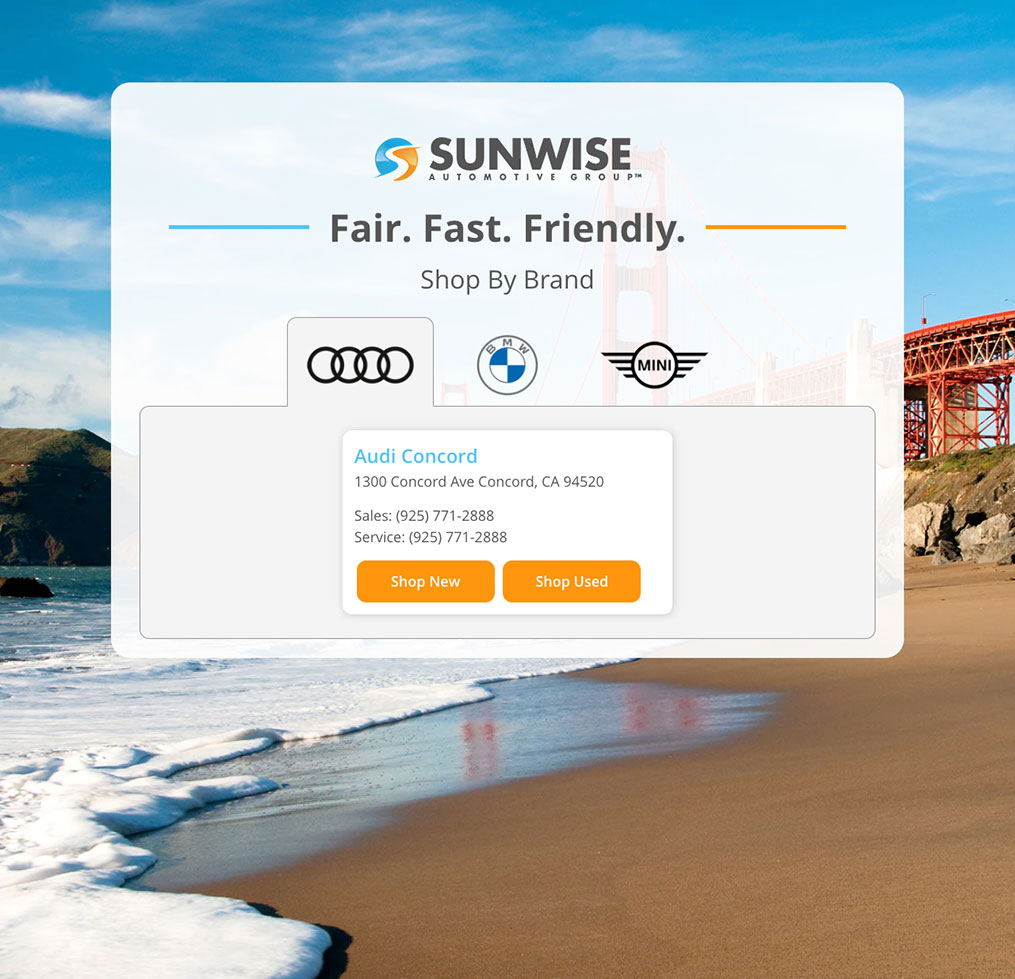 SUNWISE
AUTOMOTIVE GROUP™
Fair. Fast. Friendly.
Shop By Brand
BMW
MINI
Audi Concord
1300 Concord Ave Concord, CA 94520
Sales: (925) 771-2888
Service: (925) 771-2888
Shop New
Shop Used